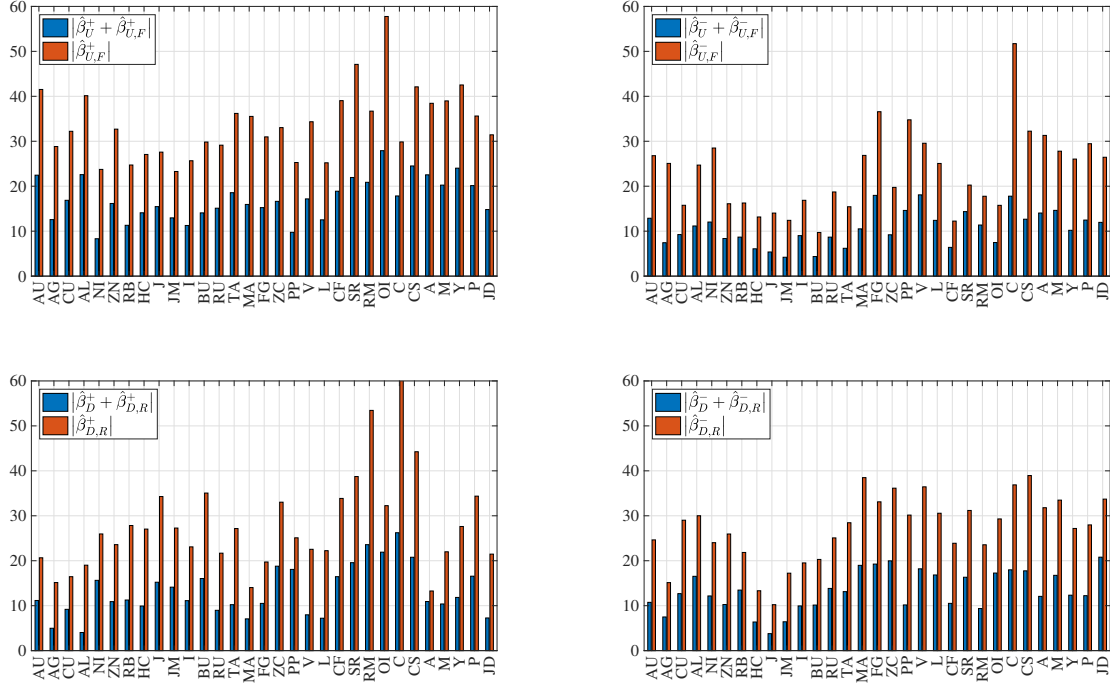 60
50
40
30
20
10
0
|β̂_U^+ + β̂_{U,F}^+|
|β̂_{U,F}^+|
AU AG CU AL NI ZN RB HC J JM I BU RU TA MA FG ZC PP V L CF SR RM OI C CS A M Y P JD
60
50
40
30
20
10
0
|β̂_U^- + β̂_{U,F}^-|
|β̂_{U,F}^-|
AU AG CU AL NI ZN RB HC J JM I BU RU TA MA FG ZC PP V L CF SR RM OI C CS A M Y P JD
60
50
40
30
20
10
0
|β̂_D^+ + β̂_{D,R}^+|
|β̂_{D,R}^+|
AU AG CU AL NI ZN RB HC J JM I BU RU TA MA FG ZC PP V L CF SR RM OI C CS A M Y P JD
60
50
40
30
20
10
0
|β̂_D^- + β̂_{D,R}^-|
|β̂_{D,R}^-|
AU AG CU AL NI ZN RB HC J JM I BU RU TA MA FG ZC PP V L CF SR RM OI C CS A M Y P JD